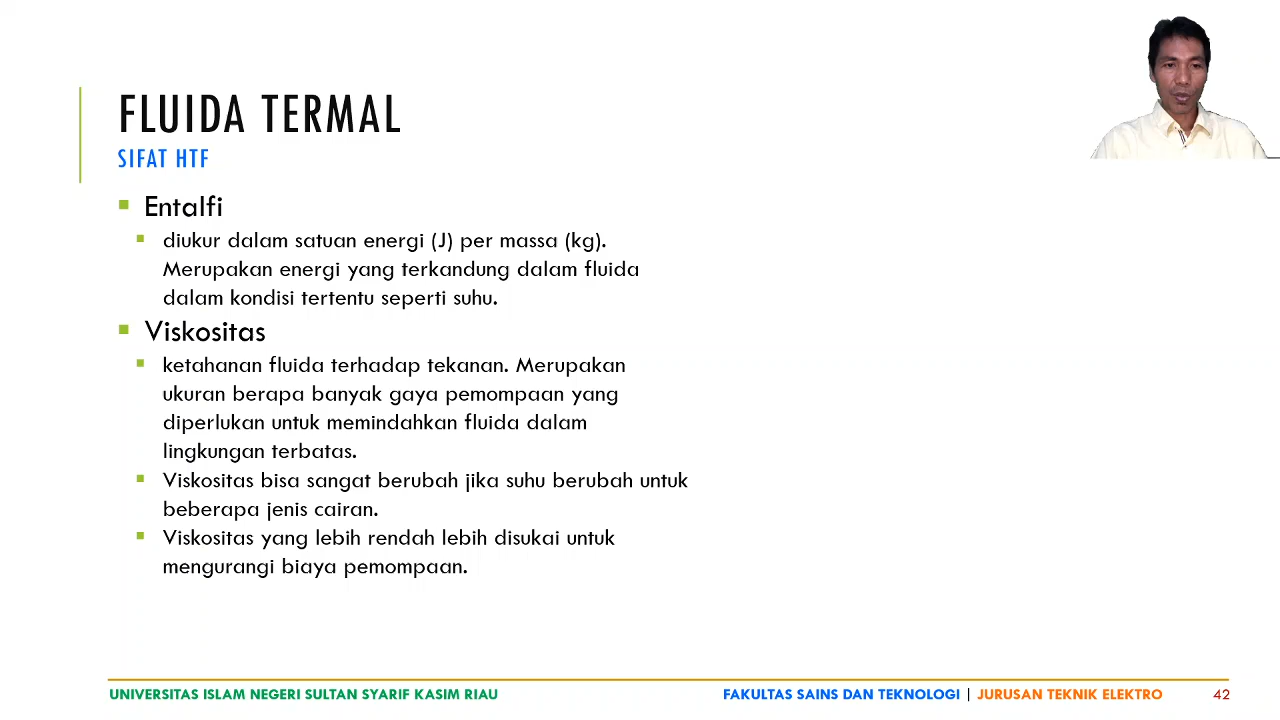 FLUIDA TERMAL
SIFAT HTF
Entalfi
diukur dalam satuan energi (J) per massa (kg).
Merupakan energi yang terkandung dalam fluida
dalam kondisi tertentu seperti suhu.
Viskositas
ketahanan fluida terhadap tekanan. Merupakan
ukuran berapa banyak gaya pemompaan yang
diperlukan untuk memindahkan fluida dalam
lingkungan terbatas.
Viskositas bisa sangat berubah jika suhu berubah untuk
beberapa jenis cairan.
Viskositas yang lebih rendah lebih disukai untuk
mengurangi biaya pemompaan.
UNIVERSITAS ISLAM NEGERI SULTAN SYARIF KASIM RIAU
FAKULTAS SAINS DAN TEKNOLOGI | JURUSAN TEKNIK ELEKTRO
42